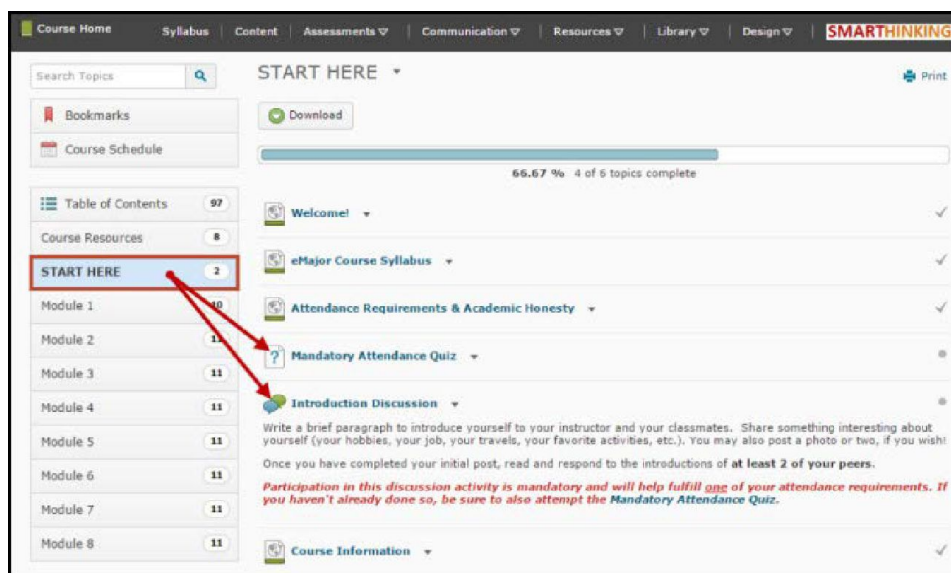 Course Home Syllabus Content Assessments Communication Resources Library Design SMARTHINKING
Search Topics
Bookmarks
Course Schedule
Table of Contents 97
Course Resources 8
START HERE 2
Module 1 10
Module 2 11
Module 3 11
Module 4 11
Module 5 11
Module 6 11
Module 7 11
Module 8 11
START HERE
Print
Download
66.67 % 4 of 6 topics complete
Welcome!
eMajor Course Syllabus
Attendance Requirements & Academic Honesty
Mandatory Attendance Quiz
Introduction Discussion
Write a brief paragraph to introduce yourself to your instructor and your classmates. Share something interesting about
yourself (your hobbies, your job, your travels, your favorite activities, etc.). You may also post a photo or two, if you wish!
Once you have completed your initial post, read and respond to the introductions of at least 2 of your peers.
Participation in this discussion activity is mandatory and will help fulfill one of your attendance requirements. If
you haven't already done so, be sure to also attempt the Mandatory Attendance Quiz.
Course Information